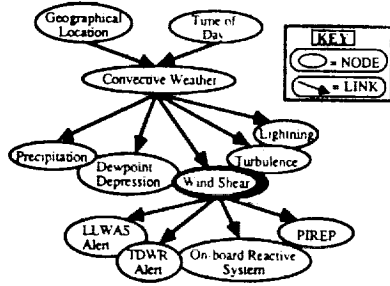 Geographical
Location
Time of
Day
KEY
= NODE
= LINK
Convective Weather
Lightning
Precipitation
Turbulence
Dewpoint
Depression
Wind Shear
LLWAS
Alert
PIREP
TDWR
Alert
On-board Reactive
System